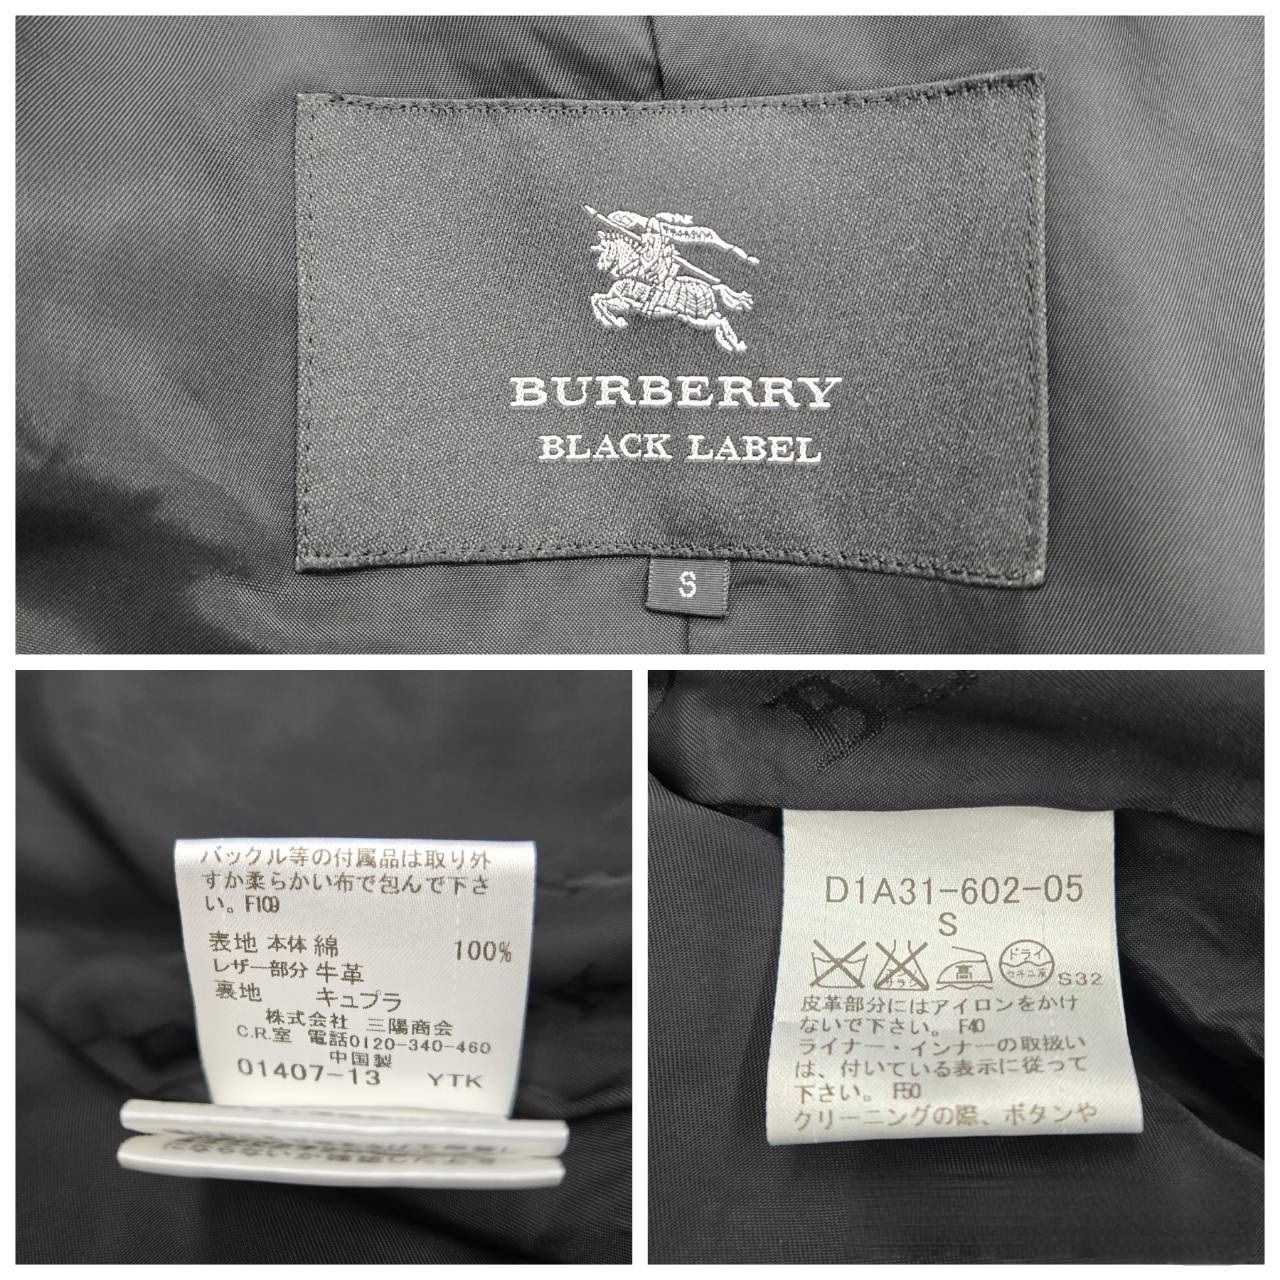 BURBERRY
BLACK LABEL
S
バックル等の付属品は取り外
すか柔らかい布で包んで下さ
い。F109
表地 本体 綿 100%
レザー部分 牛革
裏地 キュプラ
株式会社 三陽商会
C.R.室 電話0120-340-460
中国製
01407-13 YTK
D1A31-602-05
S
高 ドライ
S32
皮革部分にはアイロンをかけ
ないで下さい。F40
ライナー・インナーの取扱い
は、付いている表示に従って
下さい。F50
クリーニングの際、ボタンや